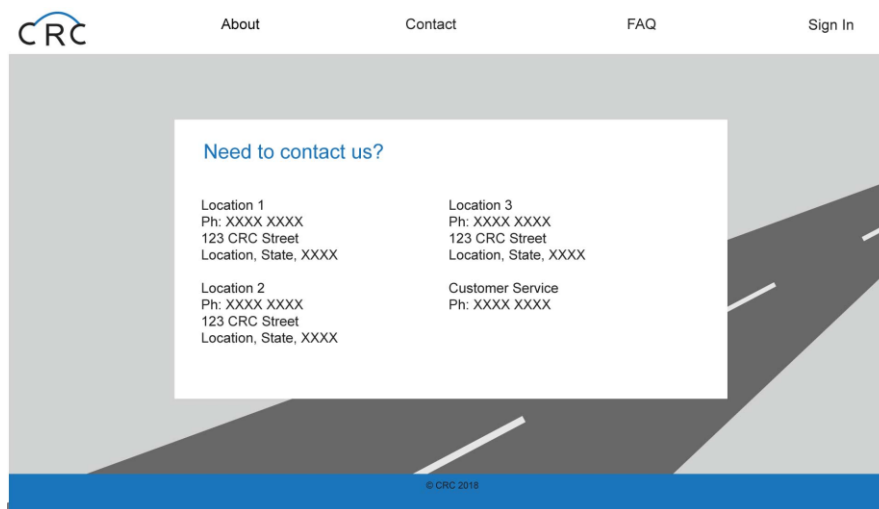 CRC
About
Contact
FAQ
Sign In
Need to contact us?
Location 1
Ph: XXXX XXXX
123 CRC Street
Location, State, XXXX
Location 2
Ph: XXXX XXXX
123 CRC Street
Location, State, XXXX
Location 3
Ph: XXXX XXXX
123 CRC Street
Location, State, XXXX
Customer Service
Ph: XXXX XXXX
© CRC 2018